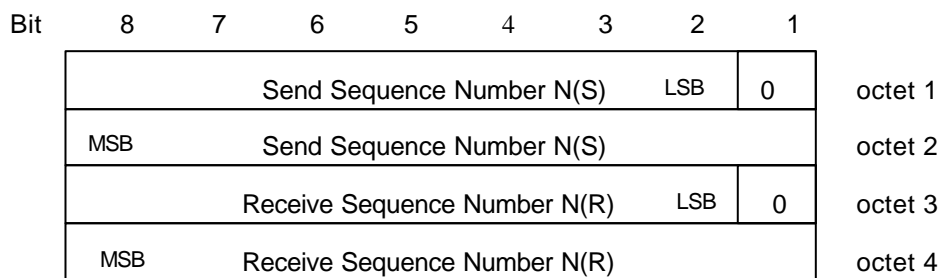 Bit 8 7 6 5 4 3 2 1
Send Sequence Number N(S) LSB 0 octet 1
MSB Send Sequence Number N(S) octet 2
Receive Sequence Number N(R) LSB 0 octet 3
MSB Receive Sequence Number N(R) octet 4